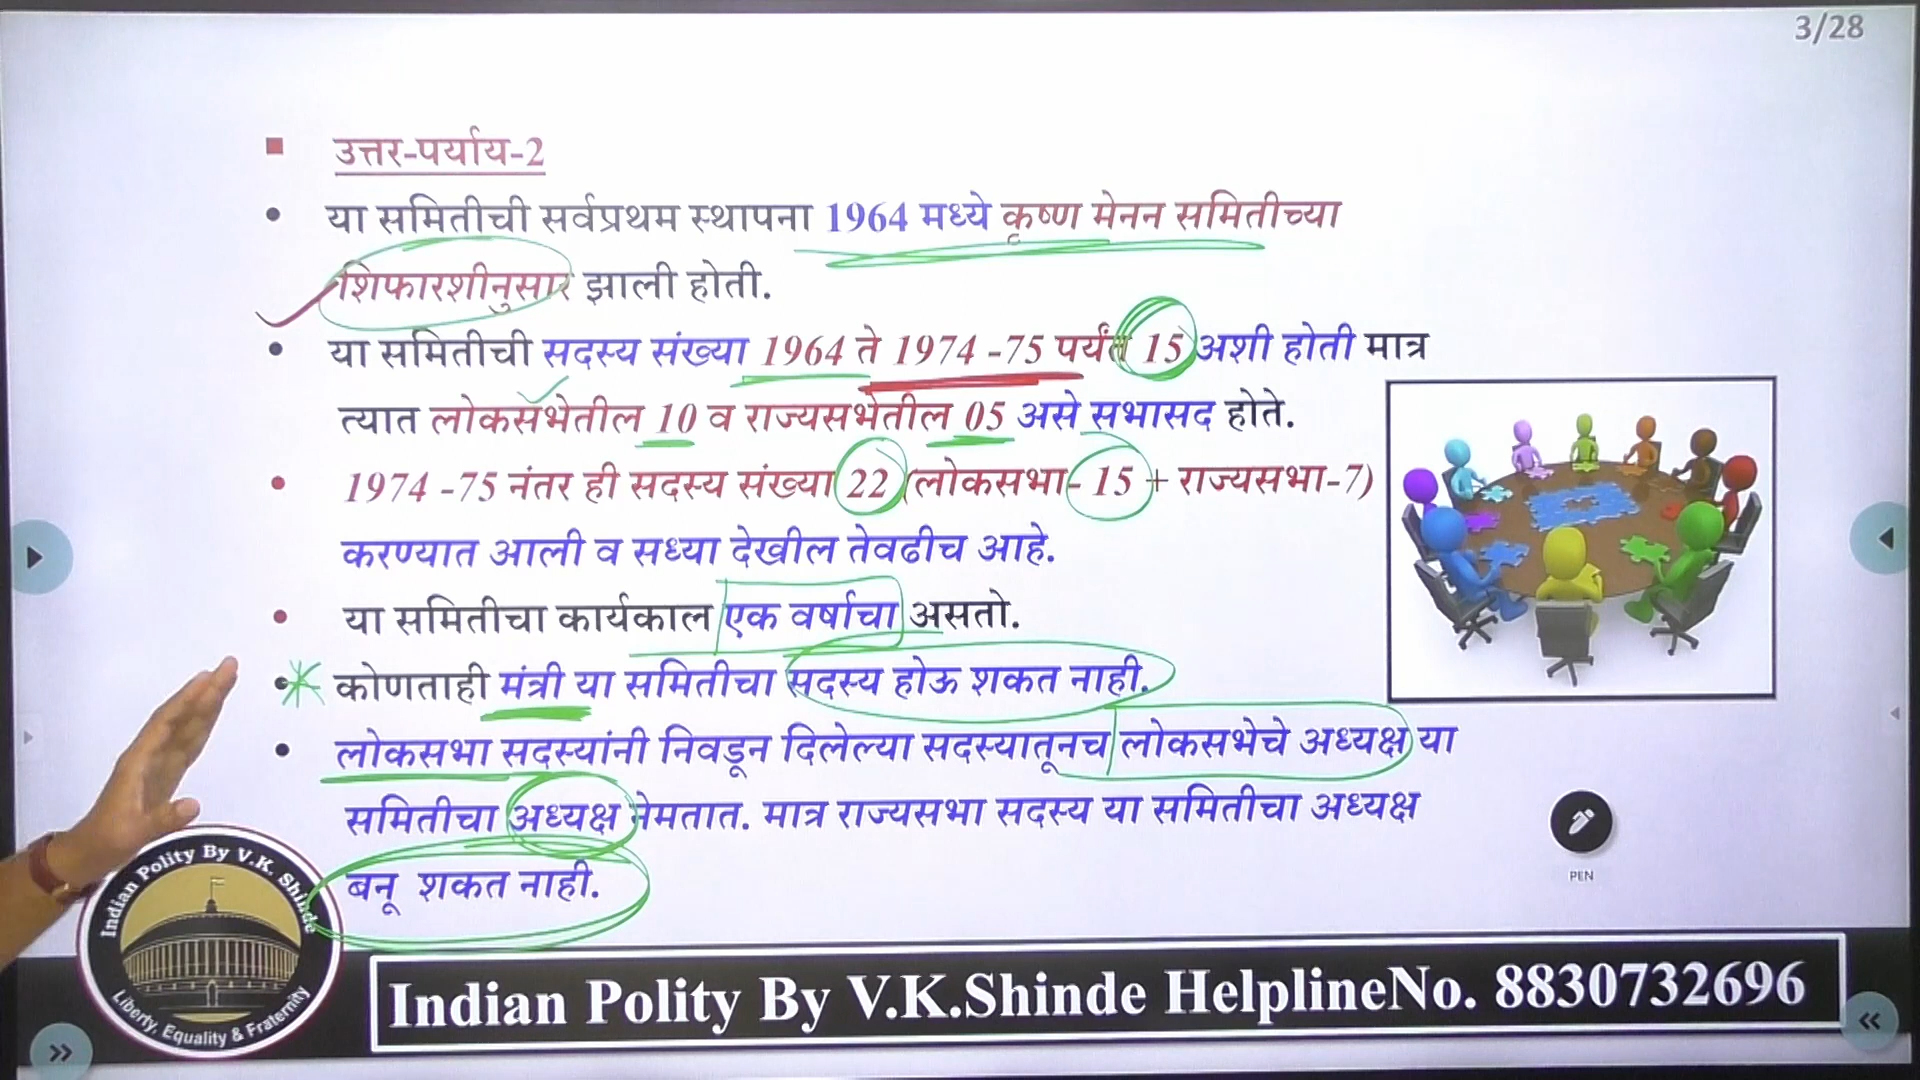 3/28
उत्तर-पर्याय-2
या समितीची सर्वप्रथम स्थापना 1964 मध्ये कृष्ण मेनन समितीच्या
शिफारशीनुसार झाली होती.
या समितीची सदस्य संख्या 1964 ते 1974 -75 पर्यंत 15 अशी होती मात्र
त्यात लोकसभेतील 10 व राज्यसभेतील 05 असे सभासद होते.
1974 -75 नंतर ही सदस्य संख्या 22 (लोकसभा- 15 + राज्यसभा-7)
करण्यात आली व सध्या देखील तेवढीच आहे.
या समितीचा कार्यकाल एक वर्षाचा असतो.
कोणताही मंत्री या समितीचा सदस्य होऊ शकत नाही.
लोकसभा सदस्यांनी निवडून दिलेल्या सदस्यातूनच लोकसभेचे अध्यक्ष या
समितीचा अध्यक्ष नेमतात. मात्र राज्यसभा सदस्य या समितीचा अध्यक्ष
बनू शकत नाही.
PEN
Indian Polity By V.K. Shinde
Liberty, Equality & Fraternity
Indian Polity By V.K.Shinde HelplineNo. 8830732696